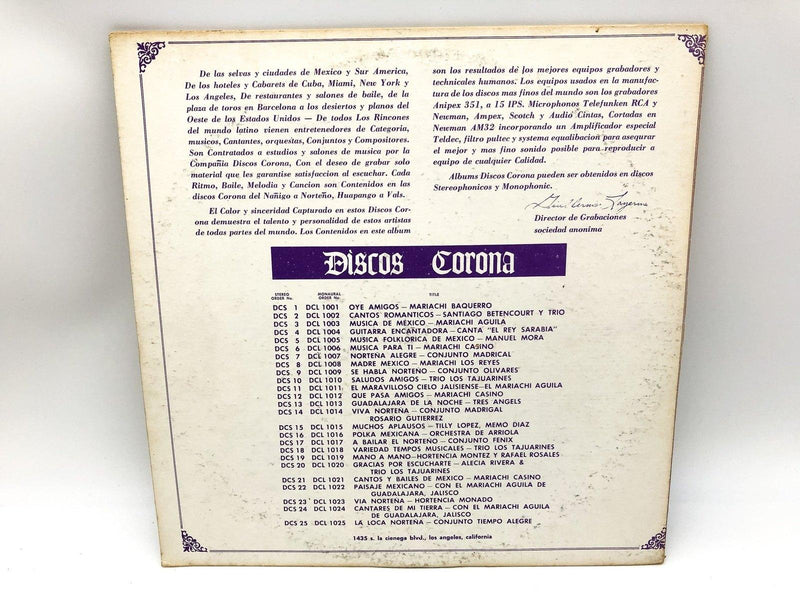 De las selvas y ciudades de Mexico y Sur America,
De los hoteles y Cabarets de Cuba, Miami, New York y
Los Angeles, De restaurantes y salones de baile, de la
plaza de toros en Barcelona a los desiertos y planos del
Oeste de los Estados Unidos — De todos Los Rincones
del mundo latino vienen entretenedores de Categoria,
musicos, Cantantes, orquestas, Conjuntos y Compositores.
Son Contratados a estudios y salones de musica por la
Compañia Discos Corona, Con el deseo de grabar solo
material que les garantise satisfaccion al escuchar. Cada
Ritmo, Baile, Melodia y Cancion son Contenidos en las
discos Corona del Nañigo a Norteño, Huapango a Vals.
El Calor y sinceridad Capturado en estos Discos Cor-
ona demuestra el talento y personalidad de estos artistas
de todas partes del mundo. Los Contenidos en este album
son los resultados de los mejores equipos grabadores y
technicales humanos. Los equipos usados en la manufac-
tura de los discos mas finos del mundo son los grabadores
Anipex 351, a 15 IPS. Microphonos Telefunken RCA y
Newman, Ampex, Scotch y Audio Cintas, Cortadas en
Newman AM32 incorporando un Amplificador especial
Teldec, filtro pultec y systema equalibacion para asegurar
el mejor y mas fino sonido posible para reproducir a
equipo de cualquier Calidad.
Albums Discos Corona pueden ser obtenidos en discos
Stereophonicos y Monophonic.
Director de Grabaciones
sociedad anonima
Discos Corona
STEREO ORDER No. MONAURAL ORDER No. TITLE
DCS 1 DCL 1001 OYE AMIGOS — MARIACHI BAQUERRO
DCS 2 DCL 1002 CANTOS ROMANTICOS — SANTIAGO BETENCOURT Y TRIO
DCS 3 DCL 1003 MUSICA DE MEXICO — MARIACHI AGUILA
DCS 4 DCL 1004 GUITARRA ENCANTADORA — CANTA "EL REY SARABIA"
DCS 5 DCL 1005 MUSICA FOLKLORICA DE MEXICO — MANUEL MORA
DCS 6 DCL 1006 MUSICA PARA TI — MARIACHI CASINO
DCS 7 DCL 1007 NORTEÑA ALEGRE — CONJUNTO MADRICAL
DCS 8 DCL 1008 MADRE MEXICO — MARIACHI LOS REYES
DCS 9 DCL 1009 SE HABLA NORTEÑO — CONJUNTO OLIVARES
DCS 10 DCL 1010 SALUDOS AMIGOS — TRIO LOS TAJUARINES
DCS 11 DCL 1011 EL MARAVILLOSO CIELO JALISIENSE—EL MARIACHI AGUILA
DCS 12 DCL 1012 QUE PASA AMIGOS — MARIACHI CASINO
DCS 13 DCL 1013 GUADALAJARA DE LA NOCHE — TRES ANGELS
DCS 14 DCL 1014 VIVA NORTEÑA — CONJUNTO MADRIGAL
ROSARIO GUTIERREZ
DCS 15 DCL 1015 MUCHOS APLAUSOS — TILLY LOPEZ, MEMO DIAZ
DCS 16 DCL 1016 POLKA MEXICANA — ORCHESTRA DE ARRIOLA
DCS 17 DCL 1017 A BAILAR EL NORTEÑO — CONJUNTO FENIX
DCS 18 DCL 1018 VARIEDAD TEMPOS MUSICALES — TRIO LOS TAJUARINES
DCS 19 DCL 1019 MANO A MANO—HORTENCIA MONTEZ Y RAFAEL ROSALES
DCS 20 DCL 1020 GRACIAS POR ESCUCHARTE — ALECIA RIVERA &
TRIO LOS TAJUARINES
DCS 21 DCL 1021 CANTOS Y BAILES DE MEXICO — MARIACHI CASINO
DCS 22 DCL 1022 PAISAJE MEXICANO — CON EL MARIACHI AGUILA DE
GUADALAJARA, JALISCO
DCS 23 DCL 1023 VIA NORTEÑA — HORTENCIA MONADO
DCS 24 DCL 1024 CANTARES DE MI TIERRA — CON EL MARIACHI AGUILA
DE GUADALAJARA, JALISCO
DCS 25 DCL 1025 LA LOCA NORTEÑA — CONJUNTO TIEMPO ALEGRE
1435 s. la cienega blvd., los angeles, california